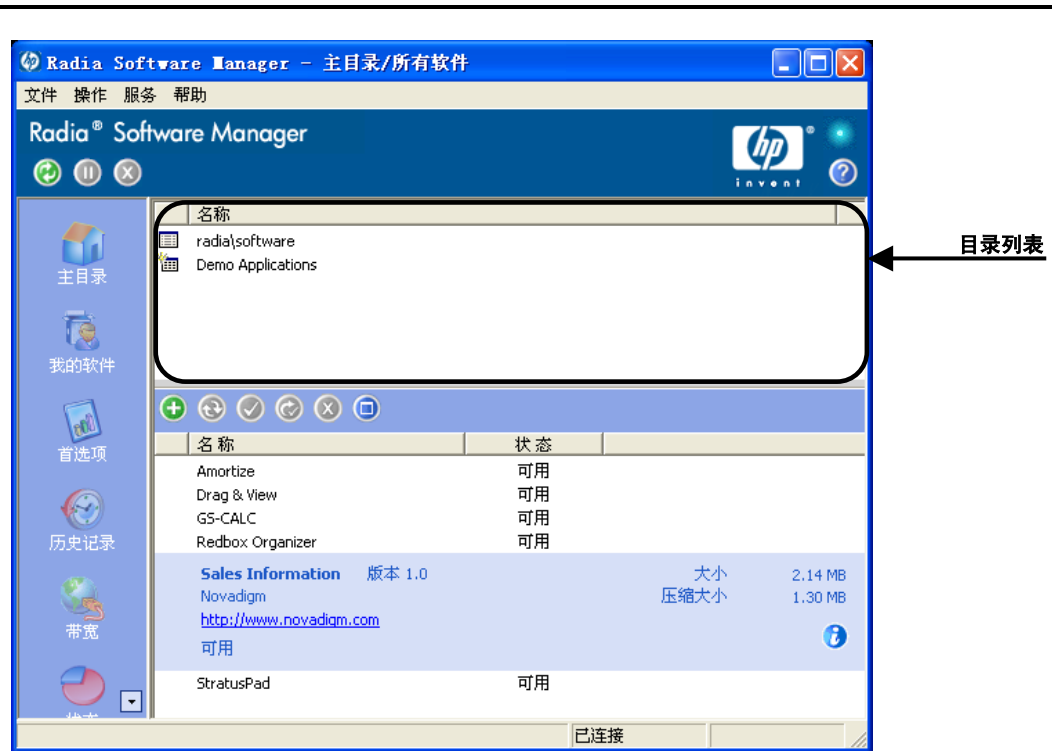 Radia Software Manager - 主目录/所有软件
文件 操作 服务 帮助
Radia® Software Manager
hp®
invent
名称
radia\software
Demo Applications
目录列表
主目录
我的软件
首选项
历史记录
带宽
状态
名称 状态
Amortize 可用
Drag & View 可用
GS-CALC 可用
Redbox Organizer 可用
Sales Information 版本 1.0 大小 2.14 MB
Novadigm 压缩大小 1.30 MB
http://www.novadigm.com
可用
StratusPad 可用
已连接